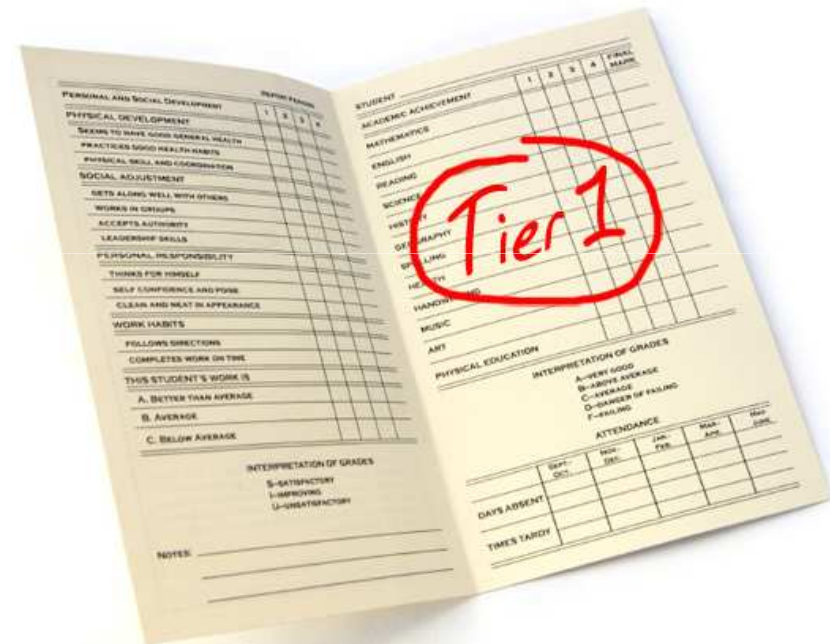 PERSONAL AND SOCIAL DEVELOPMENT
REPORT PERIOD
1 2 3 4
PHYSICAL DEVELOPMENT
SEEMS TO HAVE GOOD GENERAL HEALTH
PRACTICES GOOD HEALTH HABITS
PHYSICAL SKILL AND COORDINATION
SOCIAL ADJUSTMENT
GETS ALONG WELL WITH OTHERS
WORKS IN GROUPS
ACCEPTS AUTHORITY
LEADERSHIP SKILLS
PERSONAL RESPONSIBILITY
THINKS FOR HIMSELF
SELF CONFIDENCE AND POISE
CLEAN AND NEAT IN APPEARANCE
WORK HABITS
FOLLOWS DIRECTIONS
COMPLETES WORK ON TIME
THIS STUDENT'S WORK IS
A. BETTER THAN AVERAGE
B. AVERAGE
C. BELOW AVERAGE
INTERPRETATION OF GRADES
S–SATISFACTORY
I–IMPROVING
U–UNSATISFACTORY
NOTES:
STUDENT
ACADEMIC ACHIEVEMENT 1 2 3 4 FINAL MARK
MATHEMATICS
ENGLISH
READING
SCIENCE
HISTORY
GEOGRAPHY
SPELLING
HEALTH
HANDWRITING
MUSIC
ART
PHYSICAL EDUCATION
Tier 1
INTERPRETATION OF GRADES
A–VERY GOOD
B–ABOVE AVERAGE
C–AVERAGE
D–DANGER OF FAILING
F–FAILING
ATTENDANCE
SEPT.- OCT. NOV.- DEC. JAN.- FEB. MAR.- APR. MAY JUNE
DAYS ABSENT
TIMES TARDY